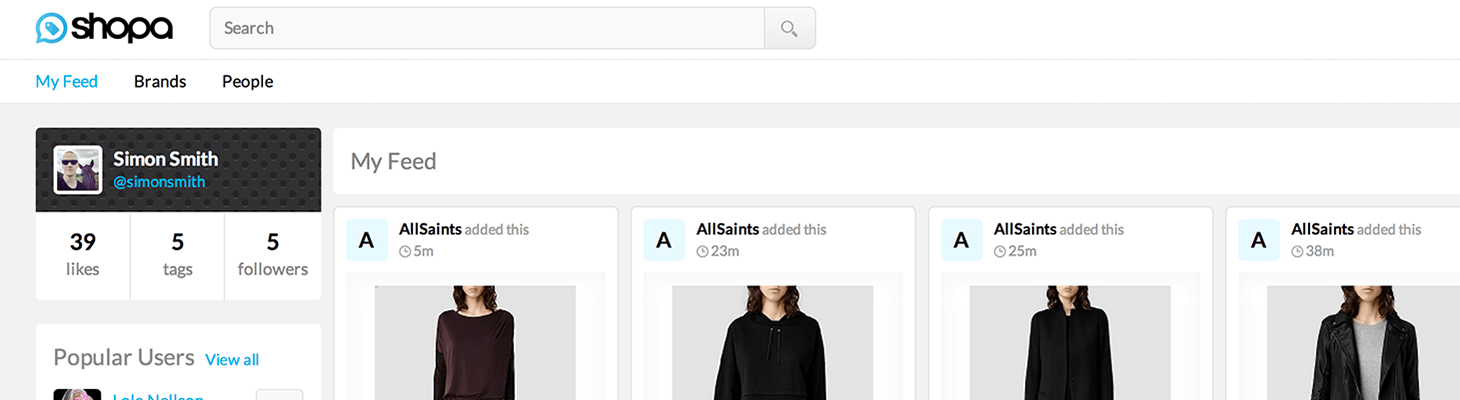 shopa
Search
My Feed
Brands
People
Simon Smith
@simonsmith
39
likes
5
tags
5
followers
Popular Users View all
My Feed
A
AllSaints added this
5m
A
AllSaints added this
23m
A
AllSaints added this
25m
A
AllSaints added this
38m